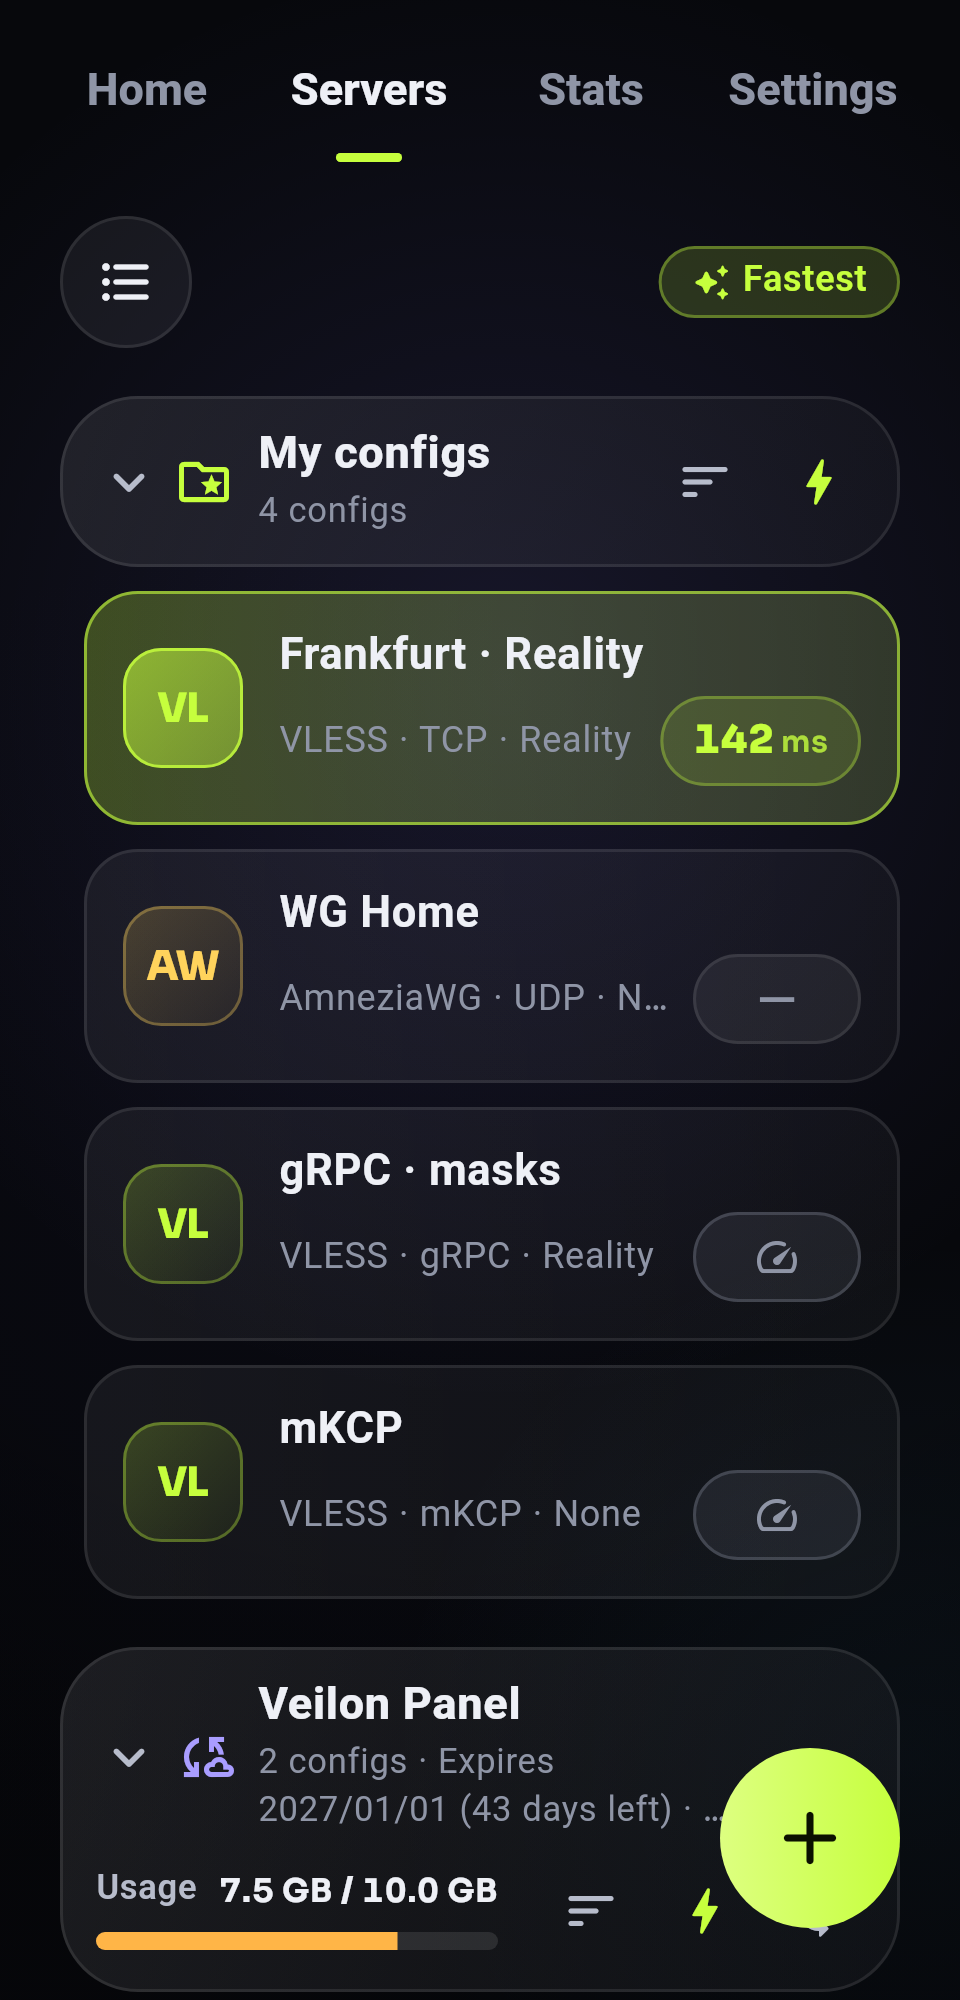 Home Servers Stats Settings
Fastest
My configs
4 configs
Frankfurt · Reality
VL
VLESS · TCP · Reality 142 ms
WG Home
AW
AmneziaWG · UDP · N… —
gRPC · masks
VL
VLESS · gRPC · Reality
mKCP
VL
VLESS · mKCP · None
Veilon Panel
2 configs · Expires
2027/01/01 (43 days left) · …
Usage 7.5 GB / 10.0 GB